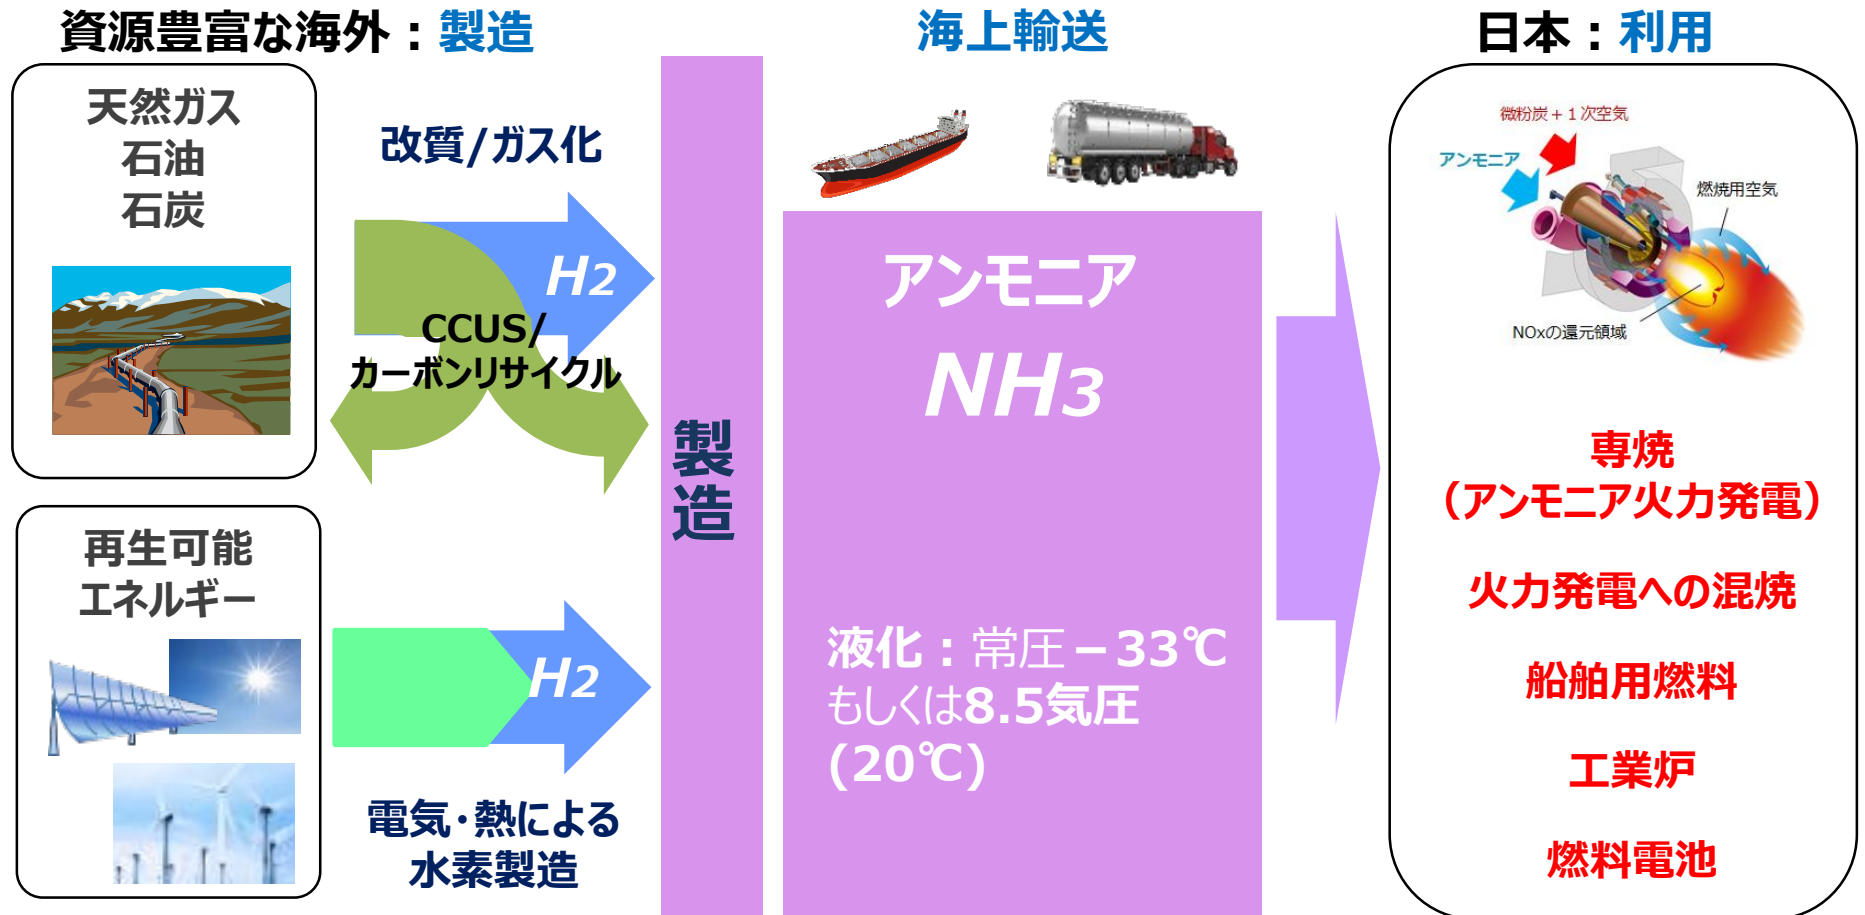 資源豊富な海外：製造
天然ガス
石油
石炭
改質/ガス化
H2
CCUS/
カーボンリサイクル
再生可能
エネルギー
H2
電気・熱による
水素製造
製造
海上輸送
アンモニア
NH3
液化：常圧－33℃
もしくは8.5気圧
(20℃)
日本：利用
微粉炭＋１次空気
アンモニア
燃焼用空気
NOxの還元領域
専焼
（アンモニア火力発電）
火力発電への混焼
船舶用燃料
工業炉
燃料電池